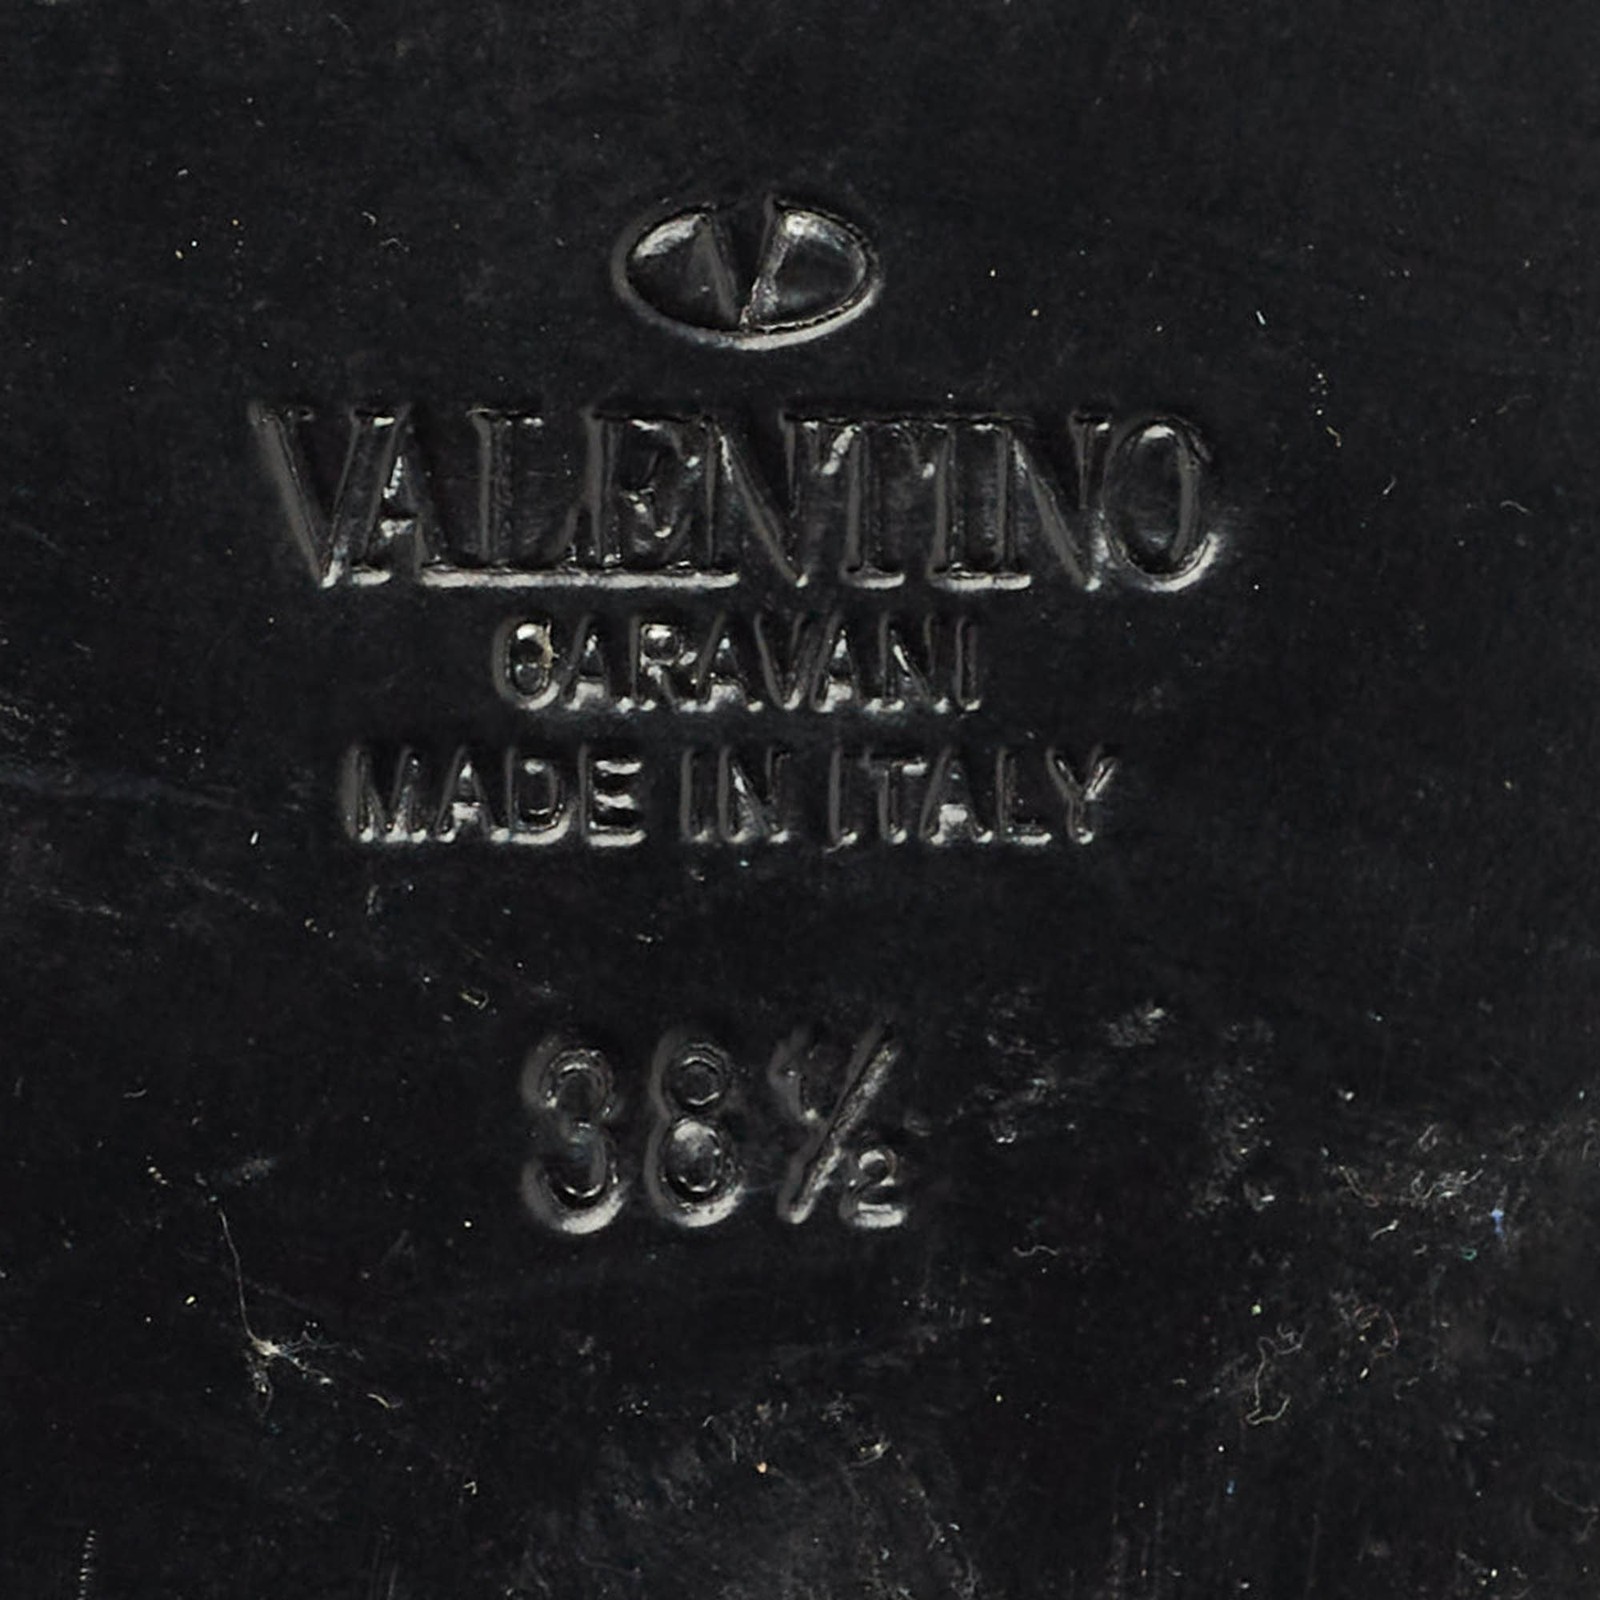 V
VALENTINO
GARAVANI
MADE IN ITALY
38½